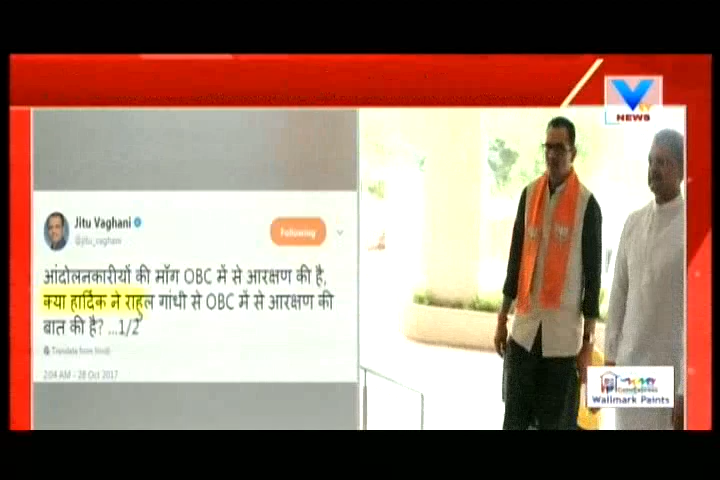 Jitu Vaghani
@jitu_vaghani
Following
आंदोलनकारीयों की माँग OBC में से आरक्षण की है,
क्या हार्दिक ने राहुल गांधी से OBC में से आरक्षण की
बात की है? ...1/2
Translate from Hindi
2:04 AM - 28 Oct 2017
V tv
NEWS
Wallmark Paints